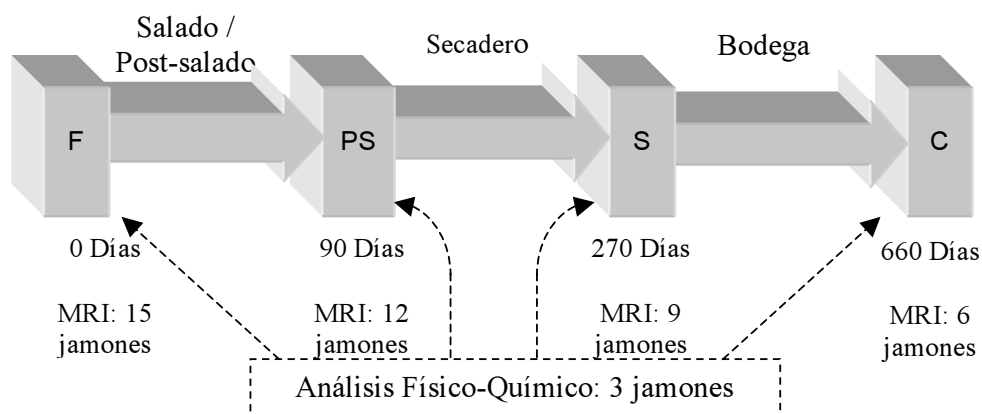 Salado /
Post-salado
Secadero
Bodega
F
PS
S
C
0 Días
90 Días
270 Días
660 Días
MRI: 15
jamones
MRI: 12
jamones
MRI: 9
jamones
MRI: 6
jamones
Análisis Físico-Químico: 3 jamones